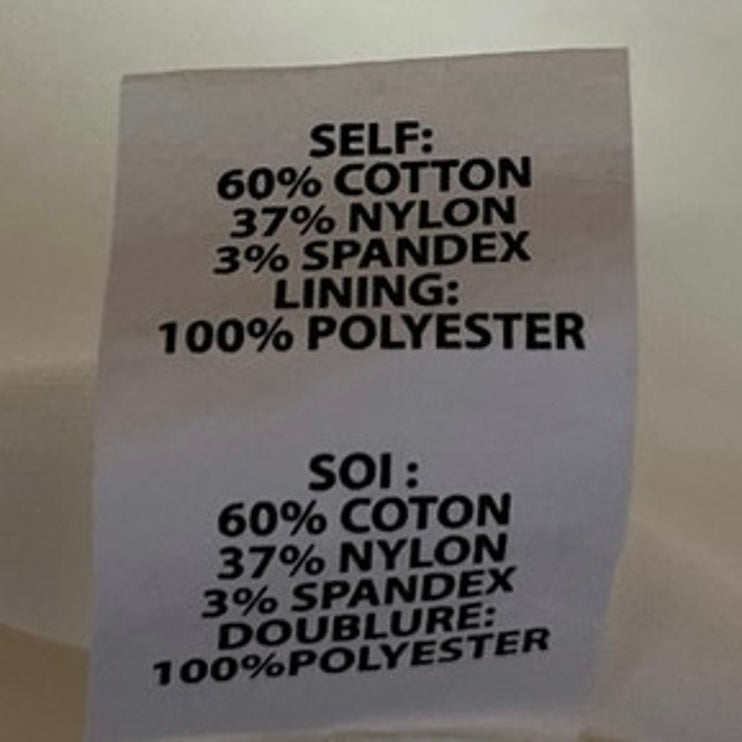 SELF:
60% COTTON
37% NYLON
3% SPANDEX
LINING:
100% POLYESTER
SOI :
60% COTON
37% NYLON
3% SPANDEX
DOUBLURE:
100%POLYESTER